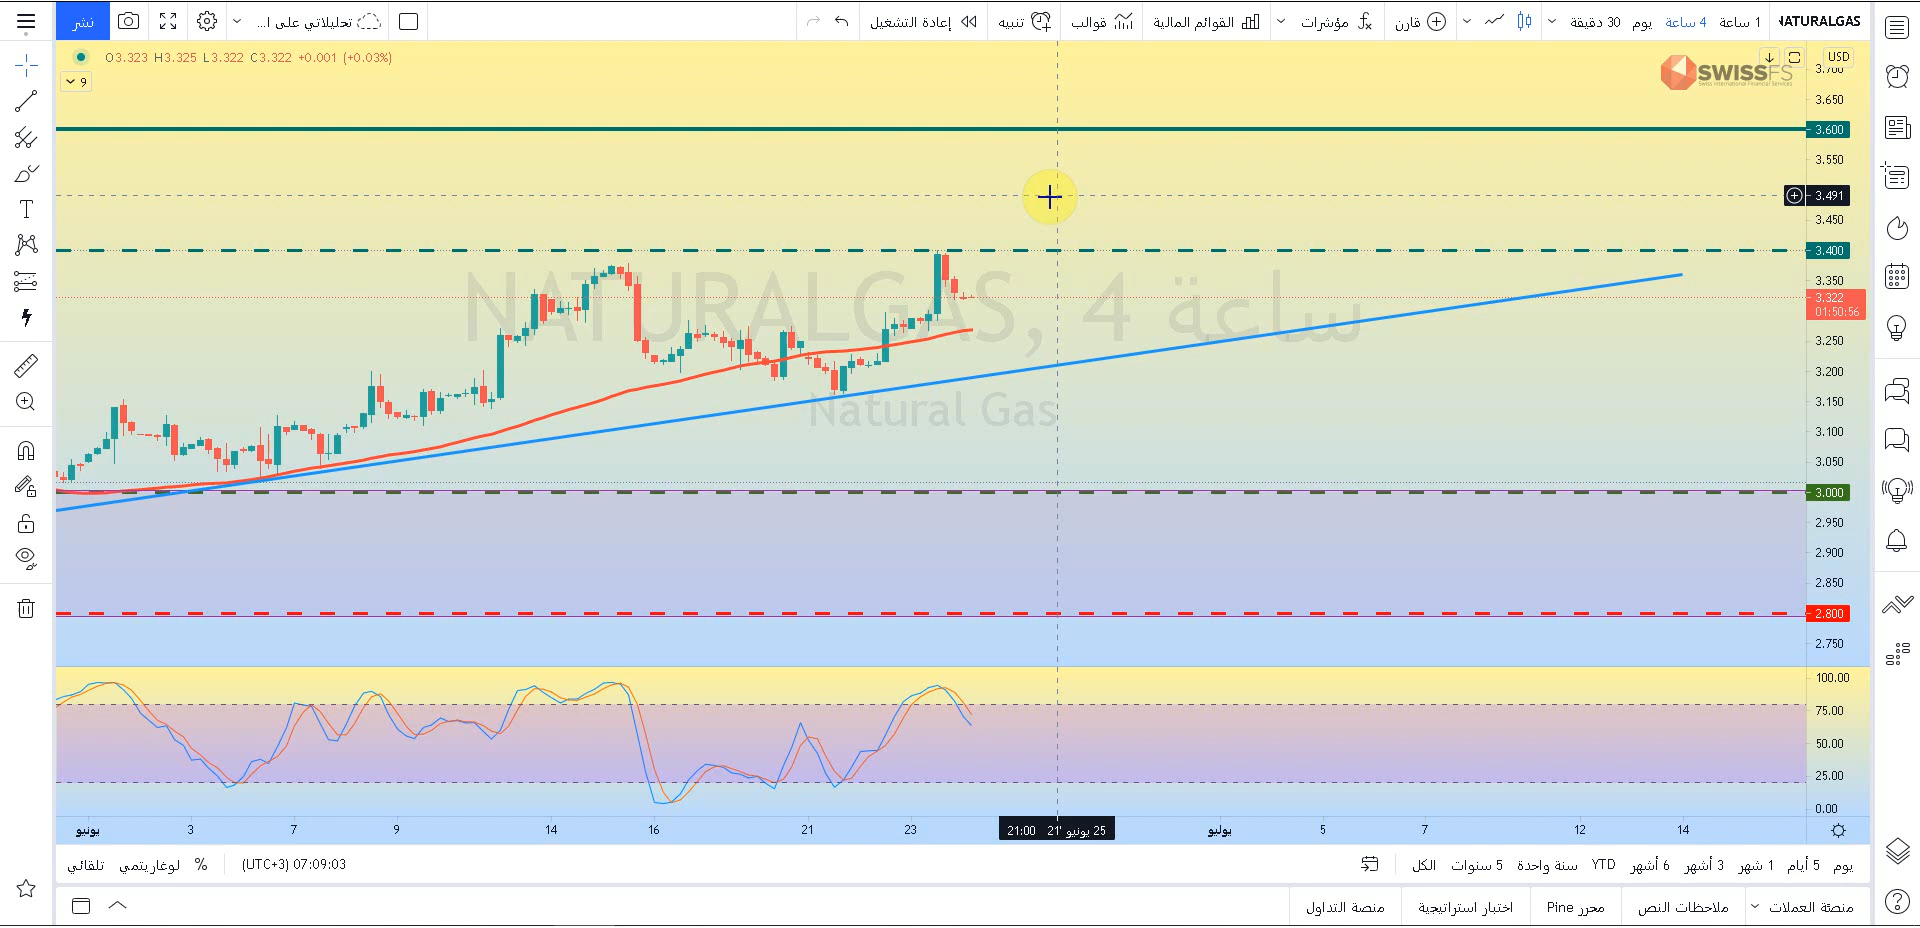 نشر
تحليلاتي على ا...
إعادة التشغيل
تنبيه
قوالب
القوائم المالية
مؤشرات
قارن
30 دقيقة
يوم
4 ساعة
1 ساعة
NATURALGAS
O3.323 H3.325 L3.322 C3.322 +0.001 (+0.03%)
9
SWISSFS
Swiss International Financial Services
USD
3.700
3.650
3.600
3.550
3.491
3.450
3.400
3.350
3.322
01:50:56
3.250
3.200
3.150
3.100
3.050
3.000
2.950
2.900
2.850
2.800
2.750
NATURALGAS, 4 ساعة
Natural Gas
100.00
75.00
50.00
25.00
0.00
يونيو 3 7 9 14 16 21 23 25 يونيو '21 21:00 يوليو 5 7 12 14
تلقائي لوغاريتمي % (UTC+3) 07:09:03
يوم 5 أيام 1 شهر 3 أشهر 6 أشهر YTD سنة واحدة 5 سنوات الكل
منصئة العملات ملاحظات النص محرر Pine اختبار استراتيجية منصة التداول